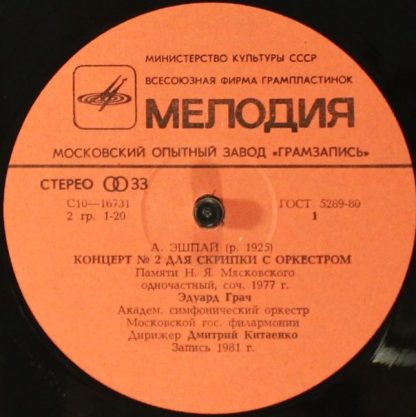 МИНИСТЕРСТВО КУЛЬТУРЫ СССР
ВСЕСОЮЗНАЯ ФИРМА ГРАМПЛАСТИНОК
МЕЛОДИЯ
МОСКОВСКИЙ ОПЫТНЫЙ ЗАВОД «ГРАМЗАПИСЬ»
СТЕРЕО 33
С10—16731 ГОСТ 5289-80
2 гр. 1-20 1
А. ЭШПАЙ (р. 1925)
КОНЦЕРТ № 2 ДЛЯ СКРИПКИ С ОРКЕСТРОМ
Памяти Н. Я. Мясковского
одночастный, соч. 1977 г.
Эдуард Грач
Академ. симфонический оркестр
Московской гос. филармонии
Дирижер Дмитрий Китаенко
Запись 1981 г.